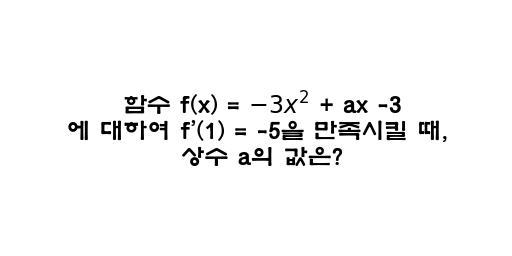 함수 f(x) = −3x² + ax -3
에 대하여 f'(1) = -5을 만족시킬 때,
상수 a의 값은?